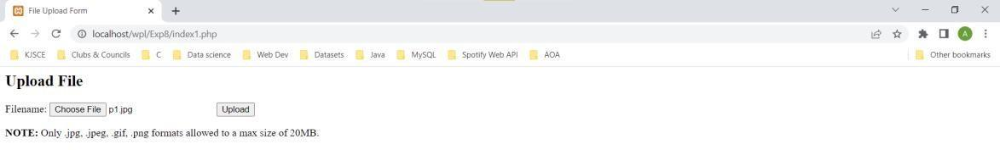 File Upload Form
localhost/wpl/Exp8/index1.php
A
KJSCE Clubs & Councils C Data science Web Dev Datasets Java MySQL Spotify Web API AOA Other bookmarks
Upload File
Filename: Choose File p1.jpg Upload
NOTE: Only .jpg, .jpeg, .gif, .png formats allowed to a max size of 20MB.